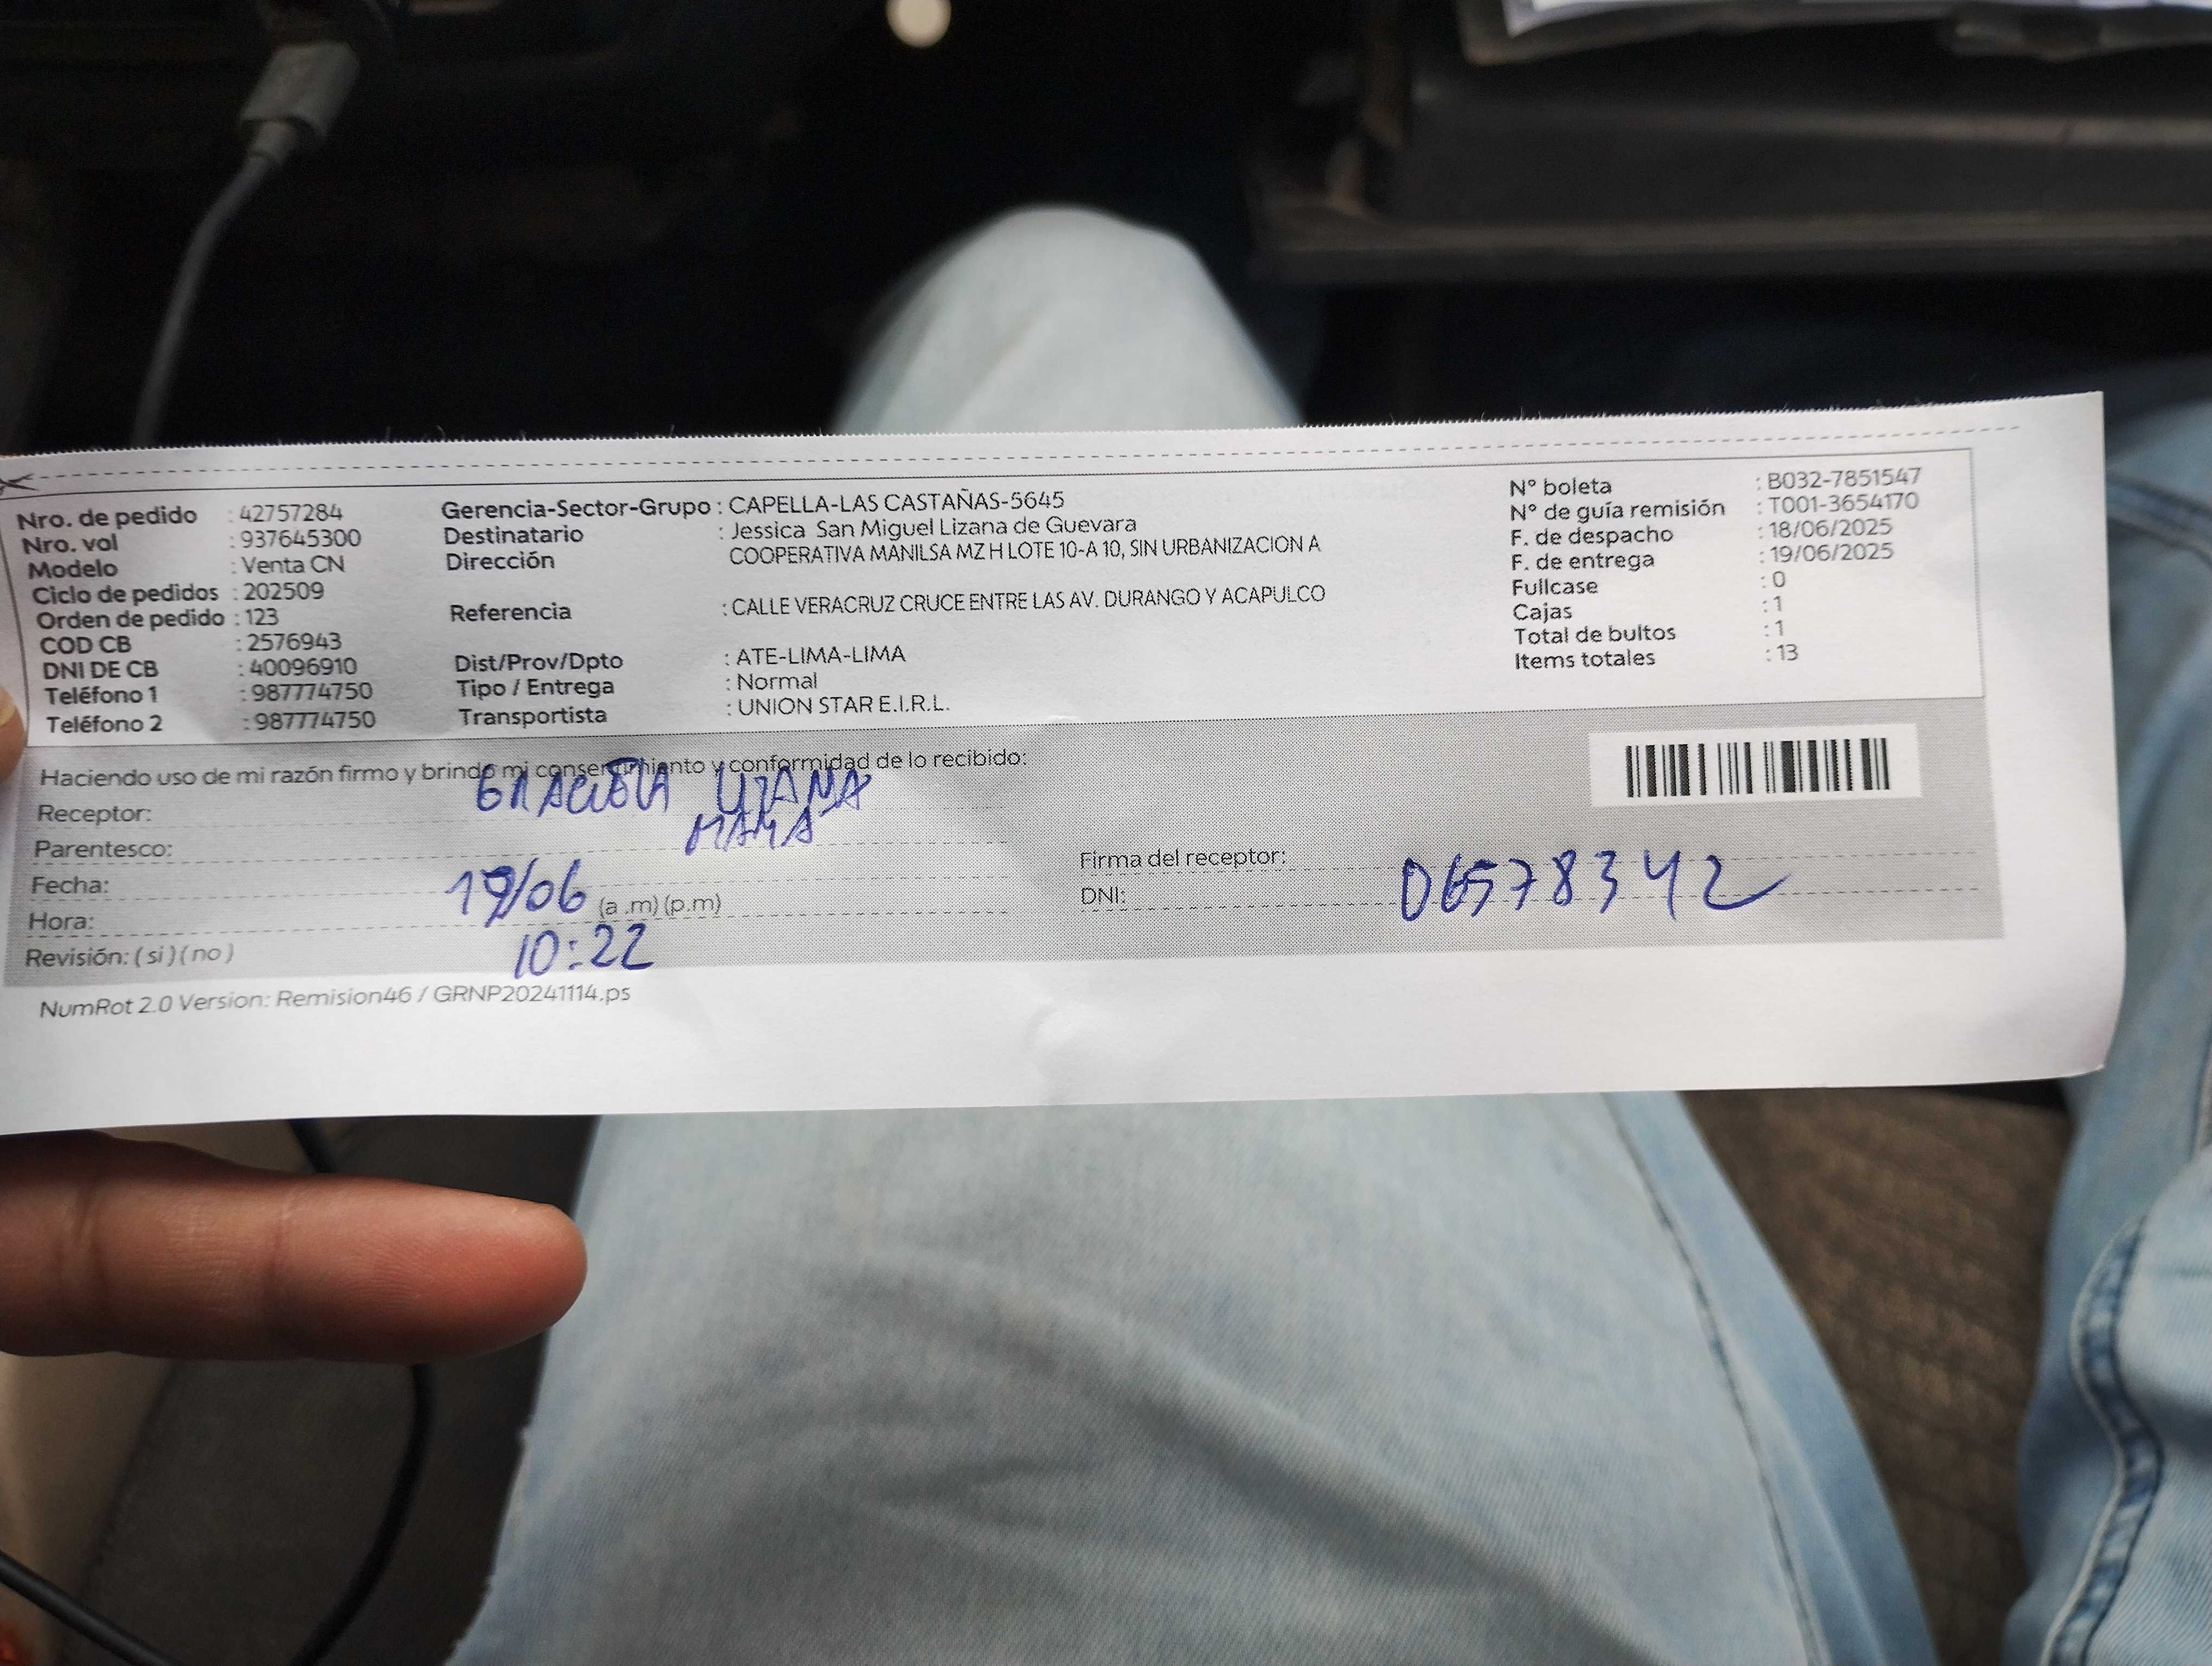 Nro. de pedido : 42757284
Nro. vol : 937645300
Modelo : Venta CN
Ciclo de pedidos : 202509
Orden de pedido : 123
COD CB : 2576943
DNI DE CB : 40096910
Teléfono 1 : 987774750
Teléfono 2 : 987774750
Gerencia-Sector-Grupo : CAPELLA-LAS CASTAÑAS-5645
Destinatario : Jessica San Miguel Lizana de Guevara
Dirección COOPERATIVA MANILSA MZ H LOTE 10-A 10, SIN URBANIZACION A
Referencia : CALLE VERACRUZ CRUCE ENTRE LAS AV. DURANGO Y ACAPULCO
Dist/Prov/Dpto : ATE-LIMA-LIMA
Tipo / Entrega : Normal
Transportista : UNION STAR E.I.R.L.
N° boleta : B032-7851547
N° de guía remisión : T001-3654170
F. de despacho : 18/06/2025
F. de entrega : 19/06/2025
Fullcase : 0
Cajas : 1
Total de bultos : 1
Items totales : 13
Haciendo uso de mi razón firmo y brindo mi consentimiento y conformidad de lo recibido:
Receptor: GRACIELA LIZANA
Parentesco: MAMA
Fecha: 19/06
Hora: (a .m) (p.m)
10:22
Revisión: ( si ) ( no )
Firma del receptor:
DNI: 06578342
NumRot 2.0 Version: Remision46 / GRNP20241114.ps